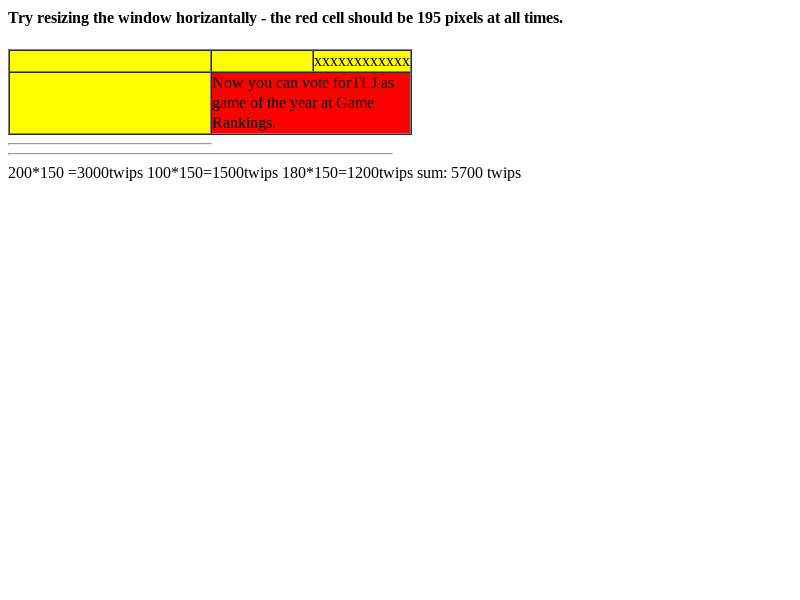 Try resizing the window horizantally - the red cell should be 195 pixels at all times.
xxxxxxxxxxxx
Now you can vote forTLJ as
game of the year at Game
Rankings.
200*150 =3000twips 100*150=1500twips 180*150=1200twips sum: 5700 twips